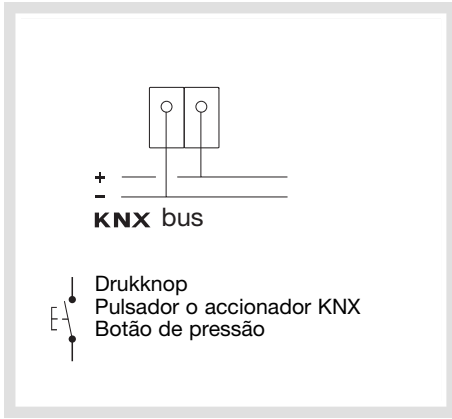 +
–
KNX bus
Drukknop
Pulsador o accionador KNX
Botão de pressão